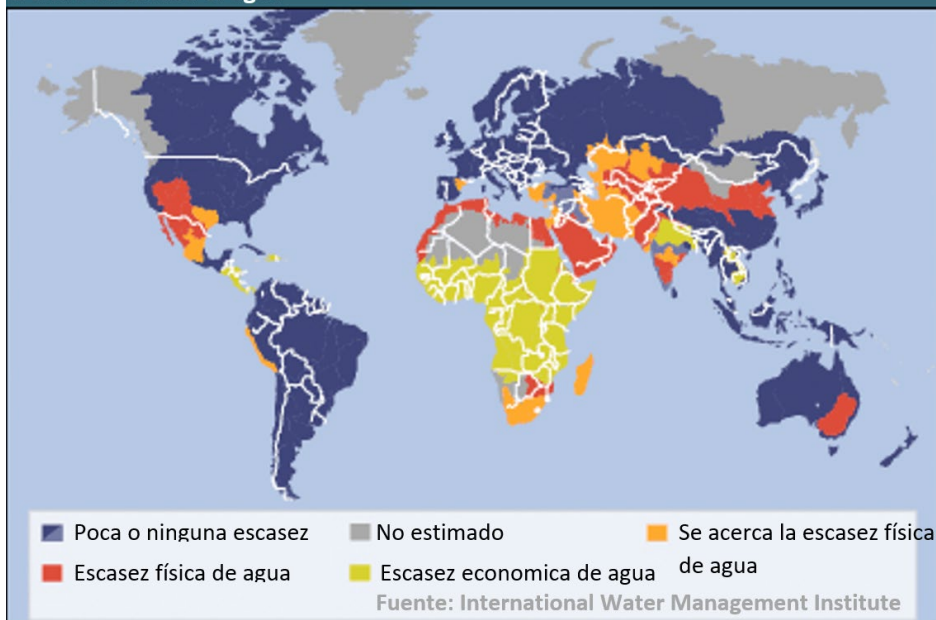 Poca o ninguna escasez
No estimado
Se acerca la escasez física
de agua
Escasez física de agua
Escasez economica de agua
Fuente: International Water Management Institute